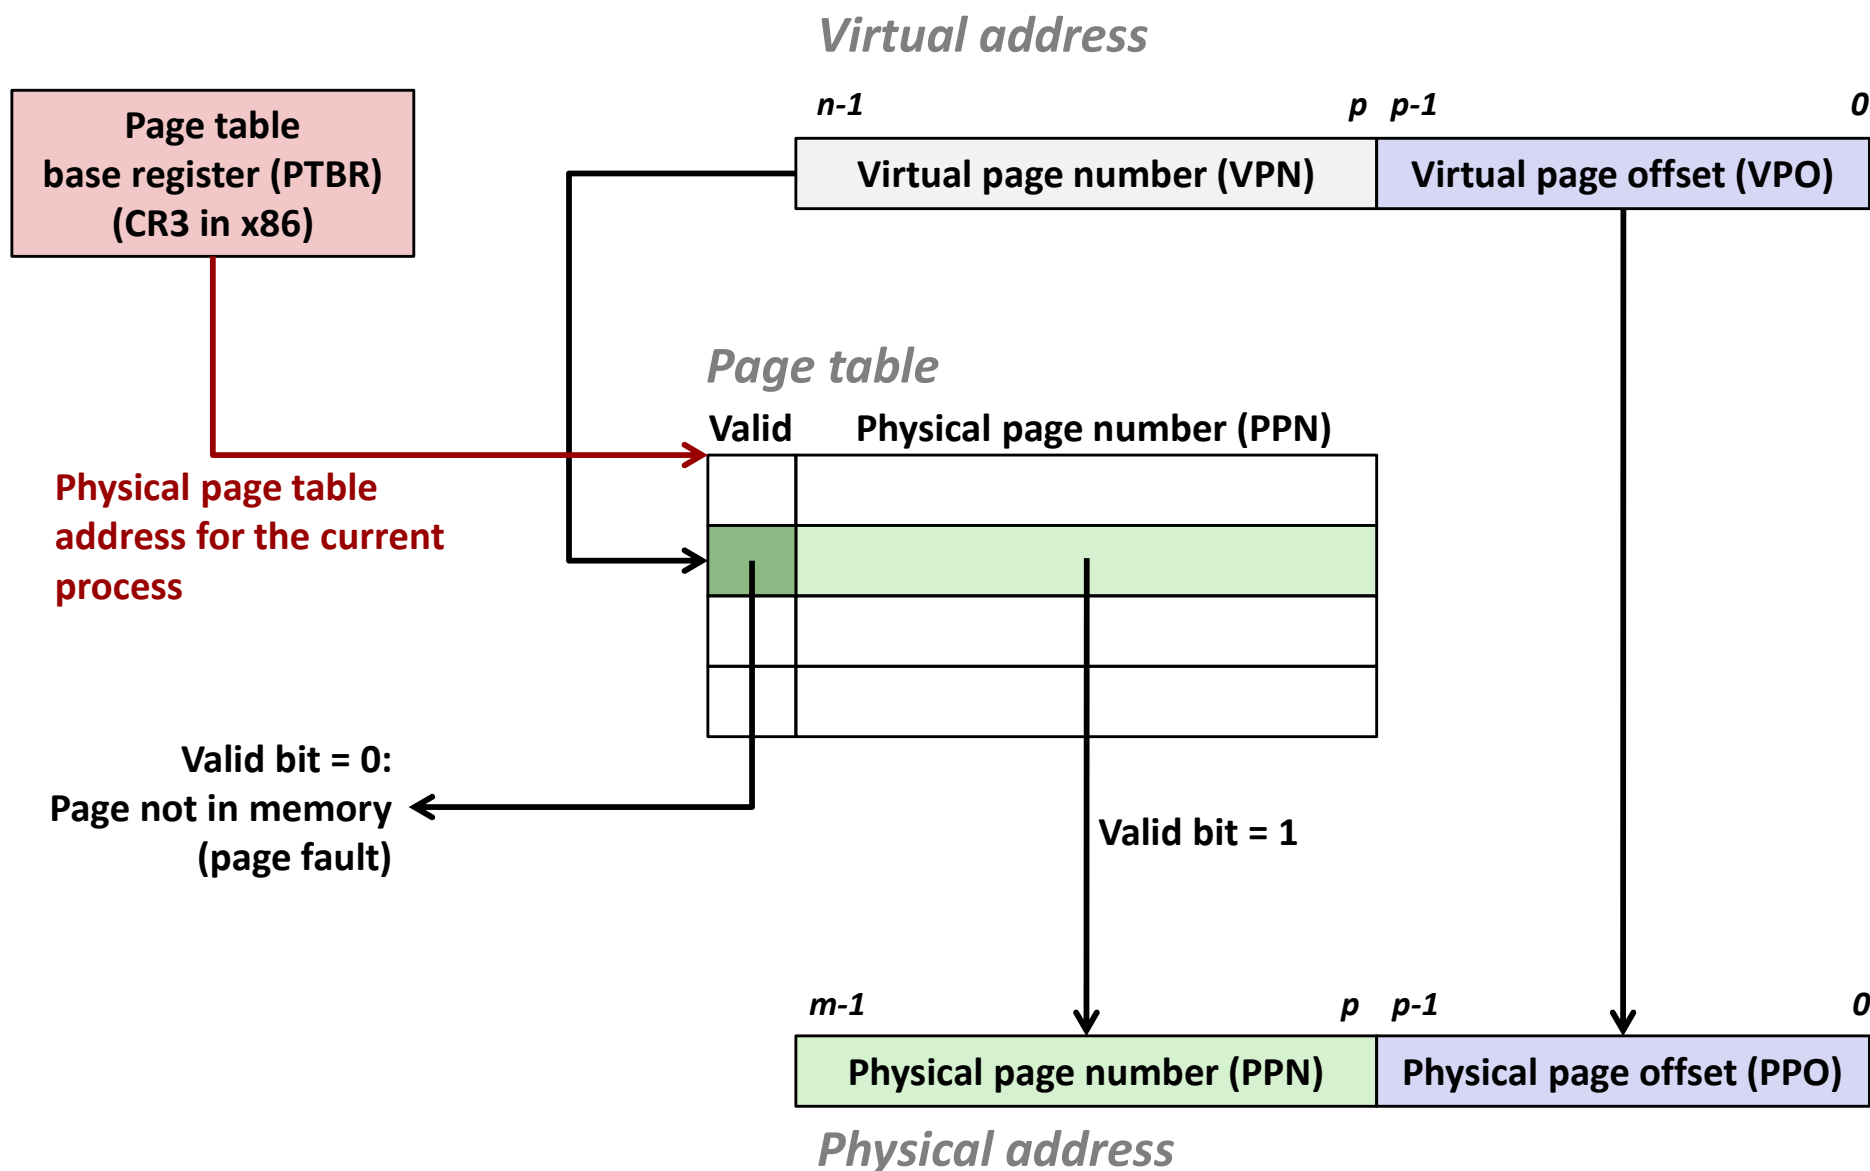 Virtual address
n-1 p p-1 0
Page table
base register (PTBR)
(CR3 in x86)
Virtual page number (VPN) Virtual page offset (VPO)
Page table
Valid Physical page number (PPN)
Physical page table
address for the current
process
Valid bit = 0:
Page not in memory
(page fault)
Valid bit = 1
m-1 p p-1 0
Physical page number (PPN) Physical page offset (PPO)
Physical address